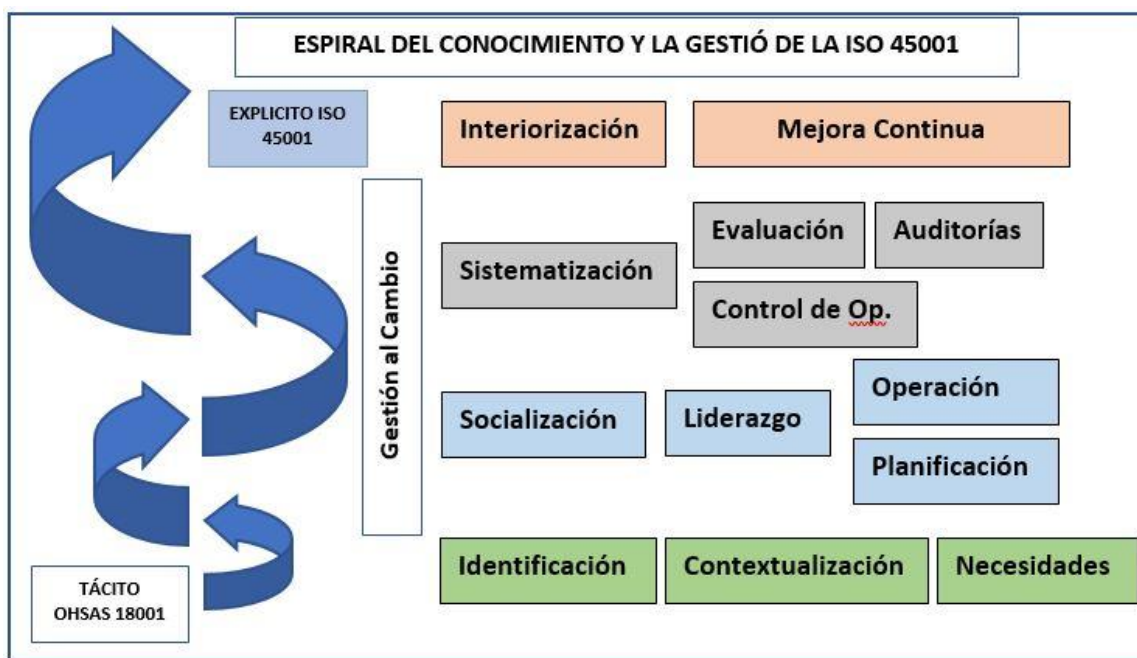 ESPIRAL DEL CONOCIMIENTO Y LA GESTIÓ DE LA ISO 45001
EXPLICITO ISO
45001
Interiorización
Mejora Continua
Gestión al Cambio
Sistematización
Evaluación
Auditorías
Control de Op.
Socialización
Liderazgo
Operación
Planificación
Identificación
Contextualización
Necesidades
TÁCITO
OHSAS 18001